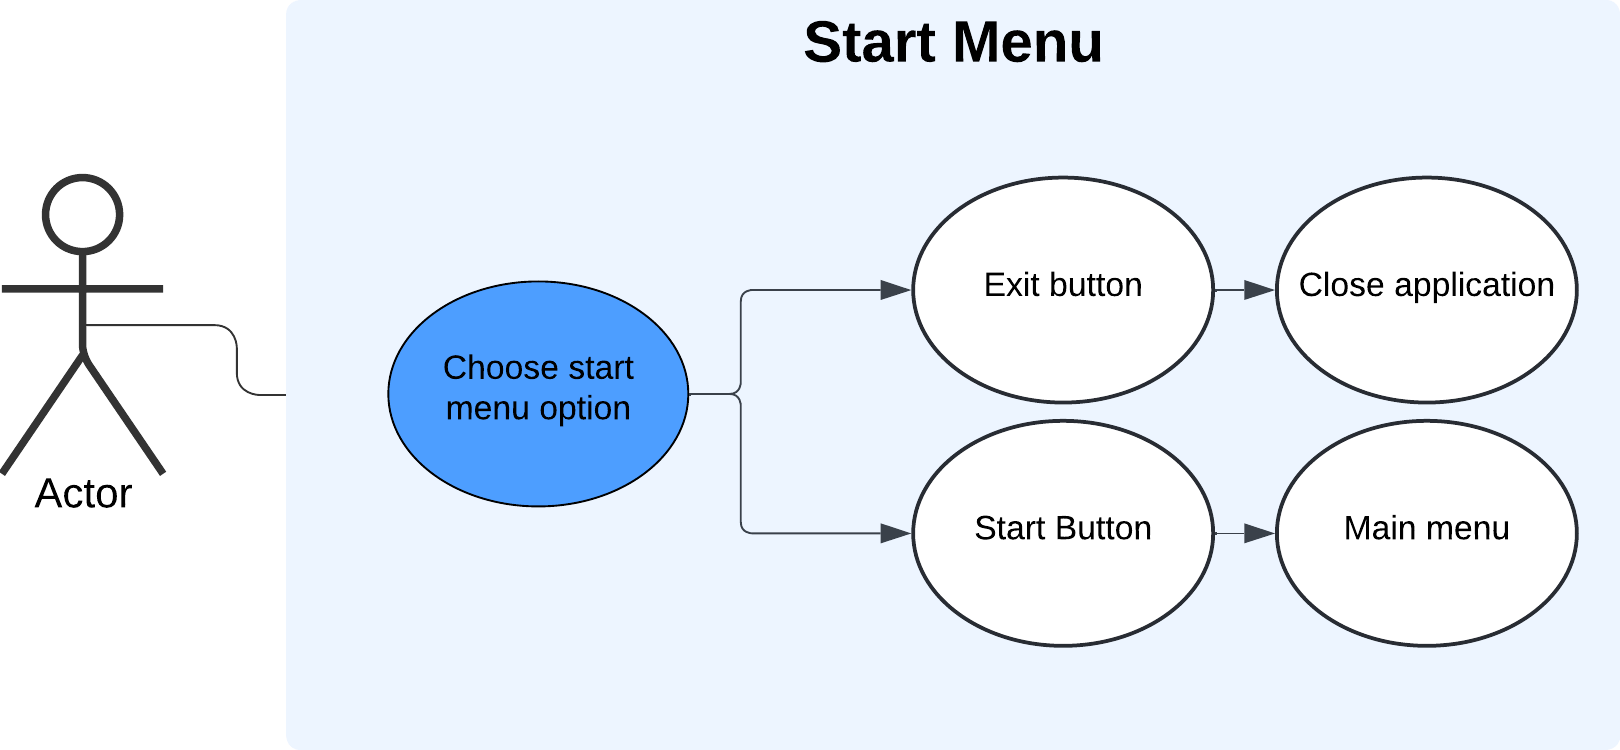 Start Menu
Actor
Choose start
menu option
Exit button
Close application
Start Button
Main menu